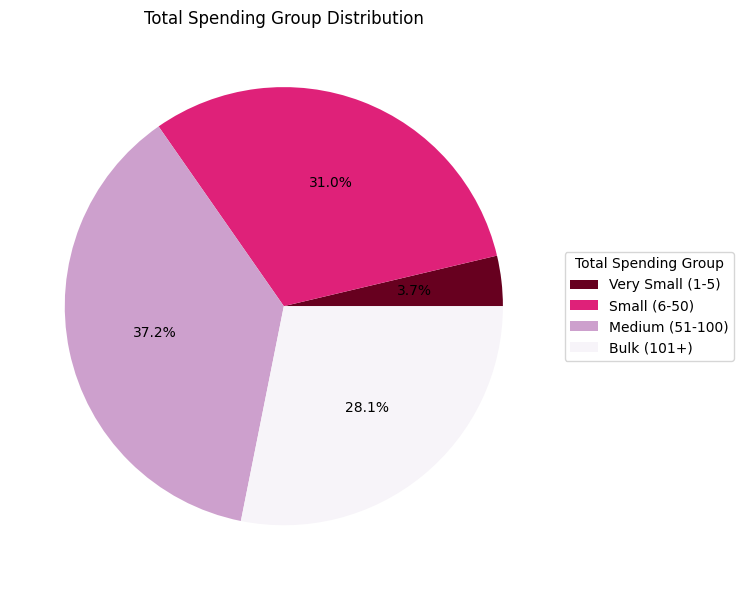 Total Spending Group Distribution
31.0%
3.7%
37.2%
28.1%
Total Spending Group
Very Small (1-5)
Small (6-50)
Medium (51-100)
Bulk (101+)